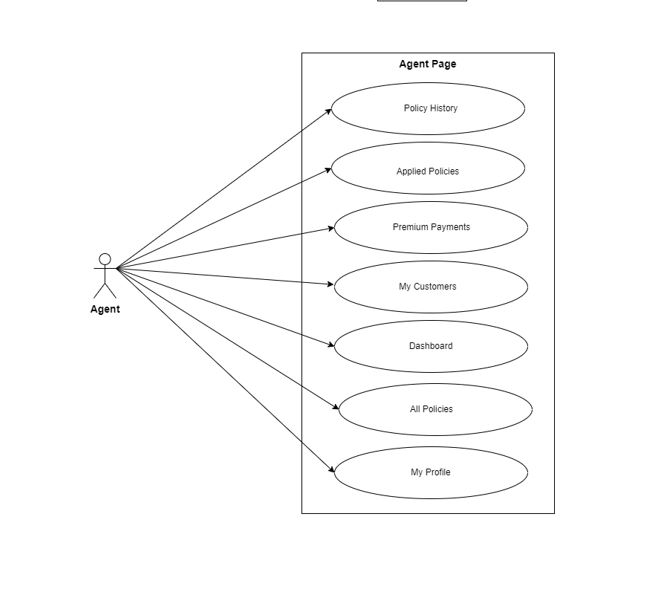 Agent Page
Policy History
Applied Policies
Premium Payments
My Customers
Agent
Dashboard
All Policies
My Profile